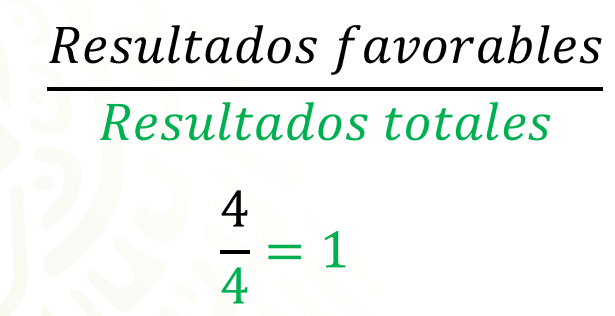 Resultados favorables
Resultados totales
4
4 = 1